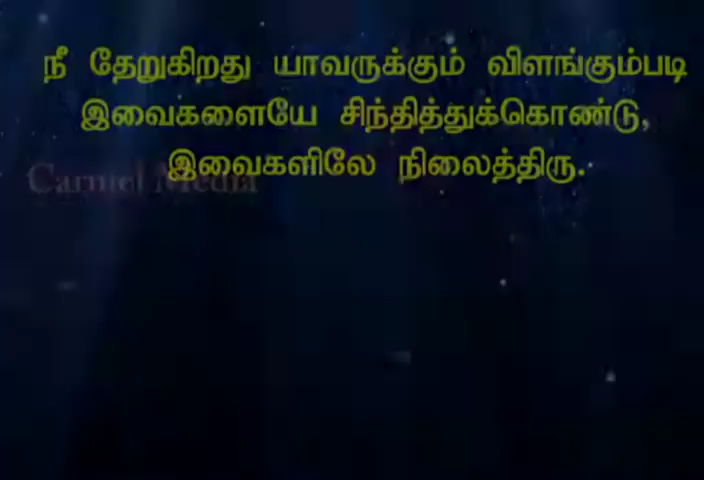 நீ தேறுகிறது யாவருக்கும் விளங்கும்படி
இவைகளையே சிந்தித்துக்கொண்டு,
இவைகளிலே நிலைத்திரு.
Carmel Media